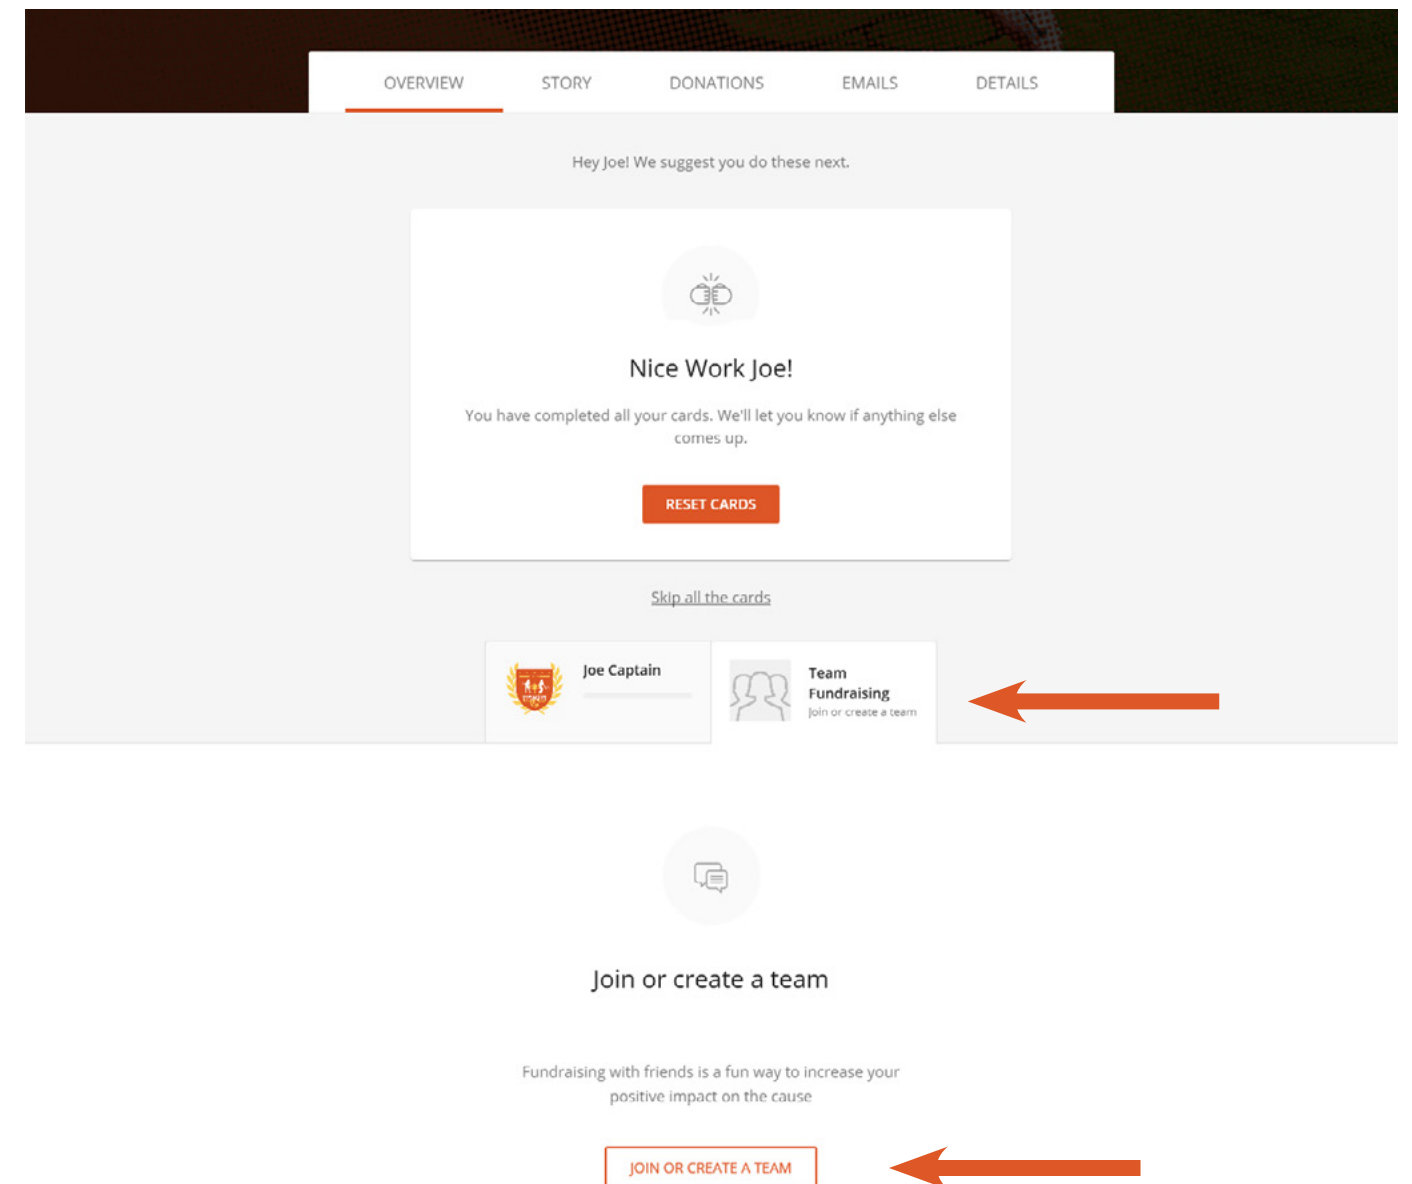 OVERVIEW STORY DONATIONS EMAILS DETAILS
Hey Joe! We suggest you do these next.
Nice Work Joe!
You have completed all your cards. We'll let you know if anything else
comes up.
RESET CARDS
Skip all the cards
Joe Captain
Team
Fundraising
Join or create a team
Join or create a team
Fundraising with friends is a fun way to increase your
positive impact on the cause
JOIN OR CREATE A TEAM